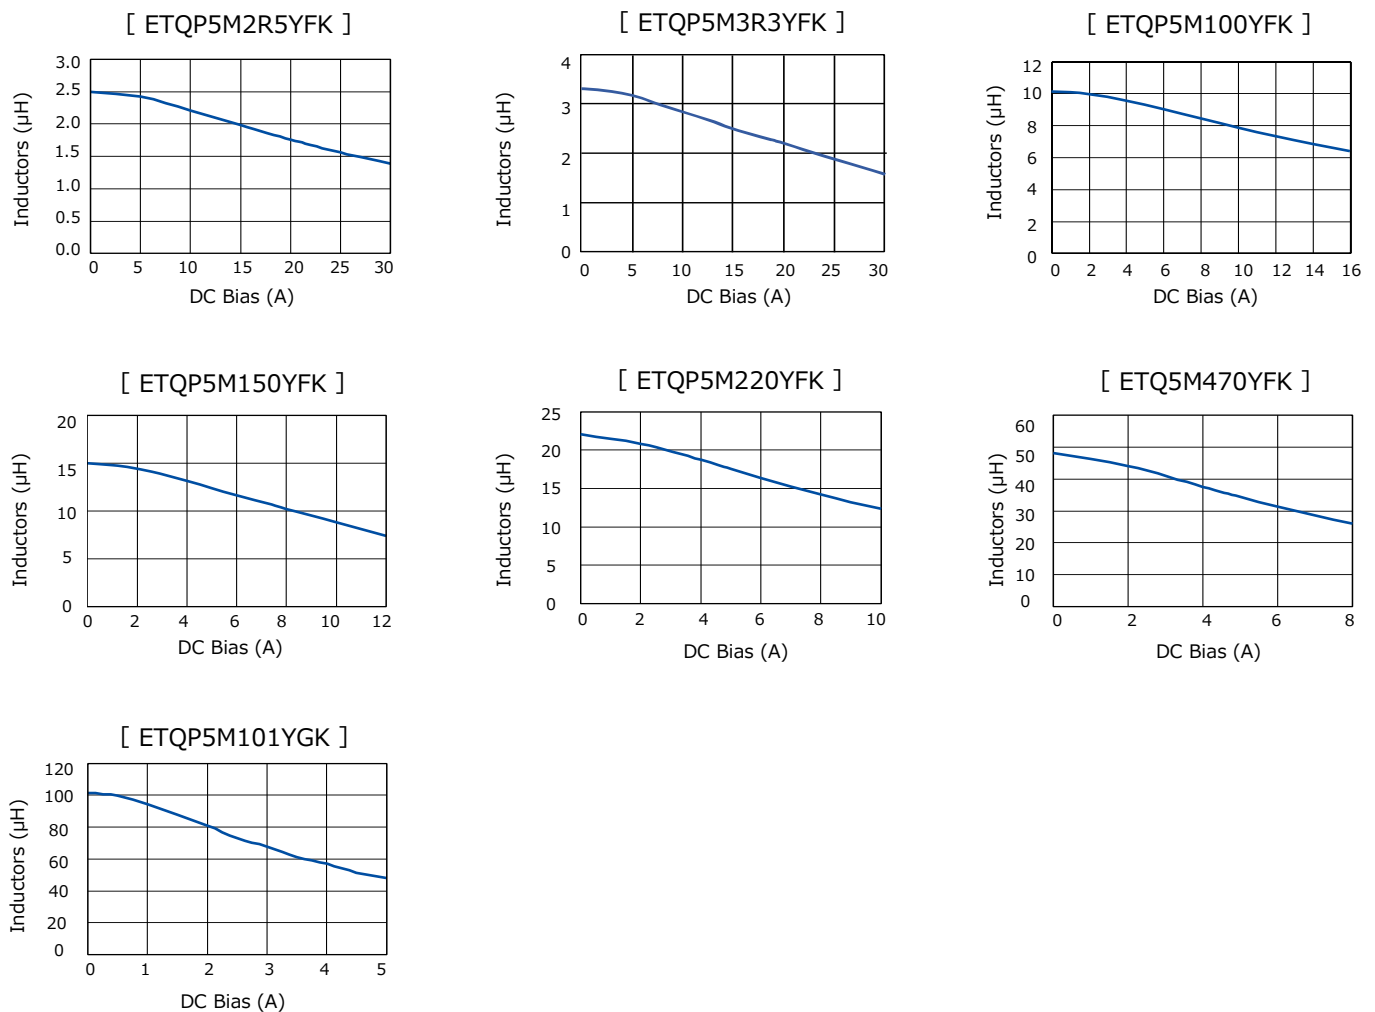 [ ETQP5M2R5YFK ]
Inductors (μH)
3.0
2.5
2.0
1.5
1.0
0.5
0.0
0 5 10 15 20 25 30
DC Bias (A)
[ ETQP5M3R3YFK ]
Inductors (μH)
4
3
2
1
0
0 5 10 15 20 25 30
DC Bias (A)
[ ETQP5M100YFK ]
Inductors (μH)
12
10
8
6
4
2
0
0 2 4 6 8 10 12 14 16
DC Bias (A)
[ ETQP5M150YFK ]
Inductors (μH)
20
15
10
5
0
0 2 4 6 8 10 12
DC Bias (A)
[ ETQP5M220YFK ]
Inductors (μH)
25
20
15
10
5
0
0 2 4 6 8 10
DC Bias (A)
[ ETQ5M470YFK ]
Inductors (μH)
60
50
40
30
20
10
0
0 2 4 6 8
DC Bias (A)
[ ETQP5M101YGK ]
Inductors (μH)
120
100
80
60
40
20
0
0 1 2 3 4 5
DC Bias (A)